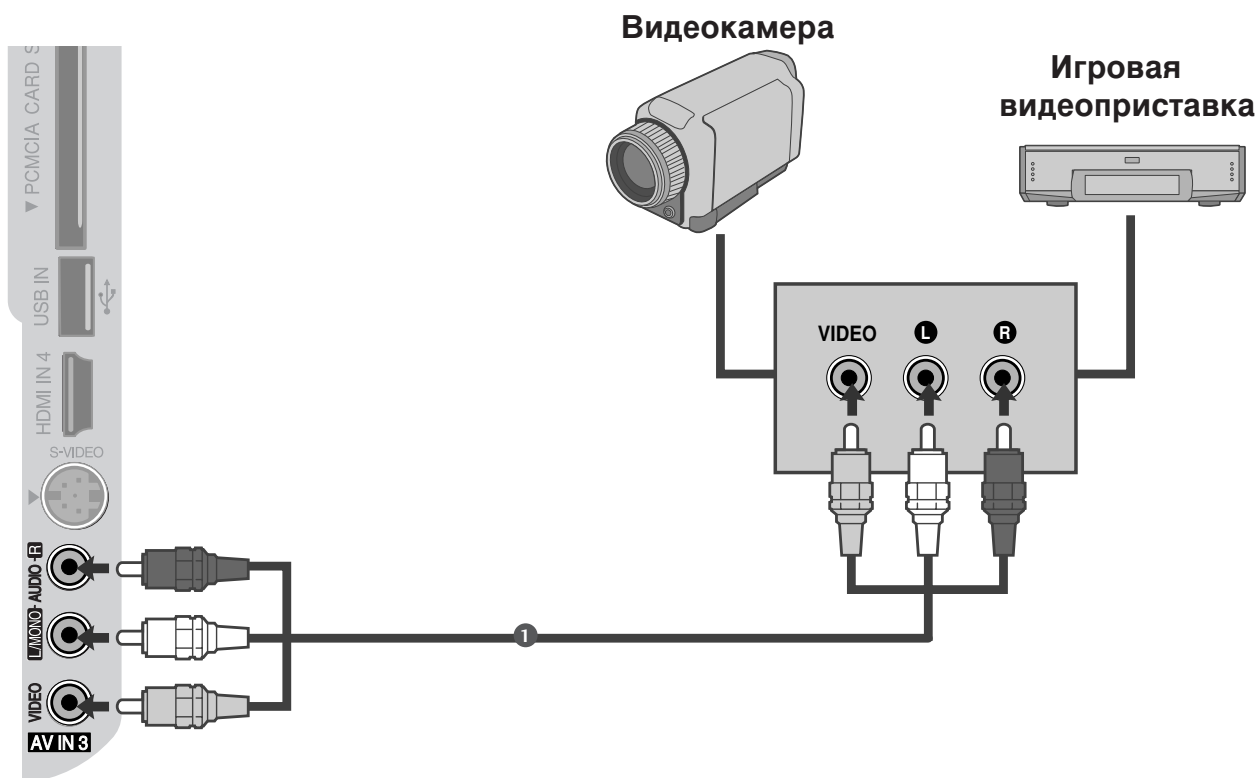 Видеокамера
Игровая
видеоприставка
▼ PCMCIA CARD S
USB IN
HDMI IN 4
S-VIDEO
L/MONO - AUDIO - R
VIDEO
AV IN 3
VIDEO L R
1